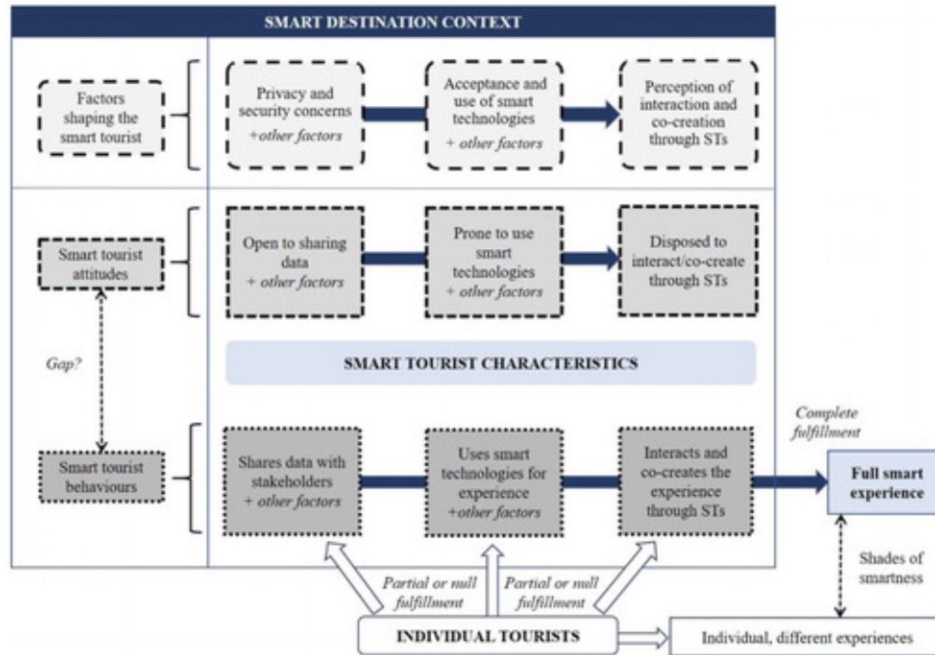 SMART DESTINATION CONTEXT
Factors
shaping the
smart tourist
Privacy and
security concerns
+other factors
Acceptance and
use of smart
technologies
+ other factors
Perception of
interaction and
co-creation
through STs
Smart tourist
attitudes
Open to sharing
data
+ other factors
Prone to use
smart
technologies
+ other factors
Disposed to
interact/co-create
through STs
Gap?
SMART TOURIST CHARACTERISTICS
Smart tourist
behaviours
Shares data with
stakeholders
+ other factors
Uses smart
technologies for
experience
+other factors
Interacts and
co-creates the
experience
through STs
Complete
fulfillment
Full smart
experience
Shades of
smartness
Partial or null
fulfillment
Partial or null
fulfillment
INDIVIDUAL TOURISTS
Individual, different experiences